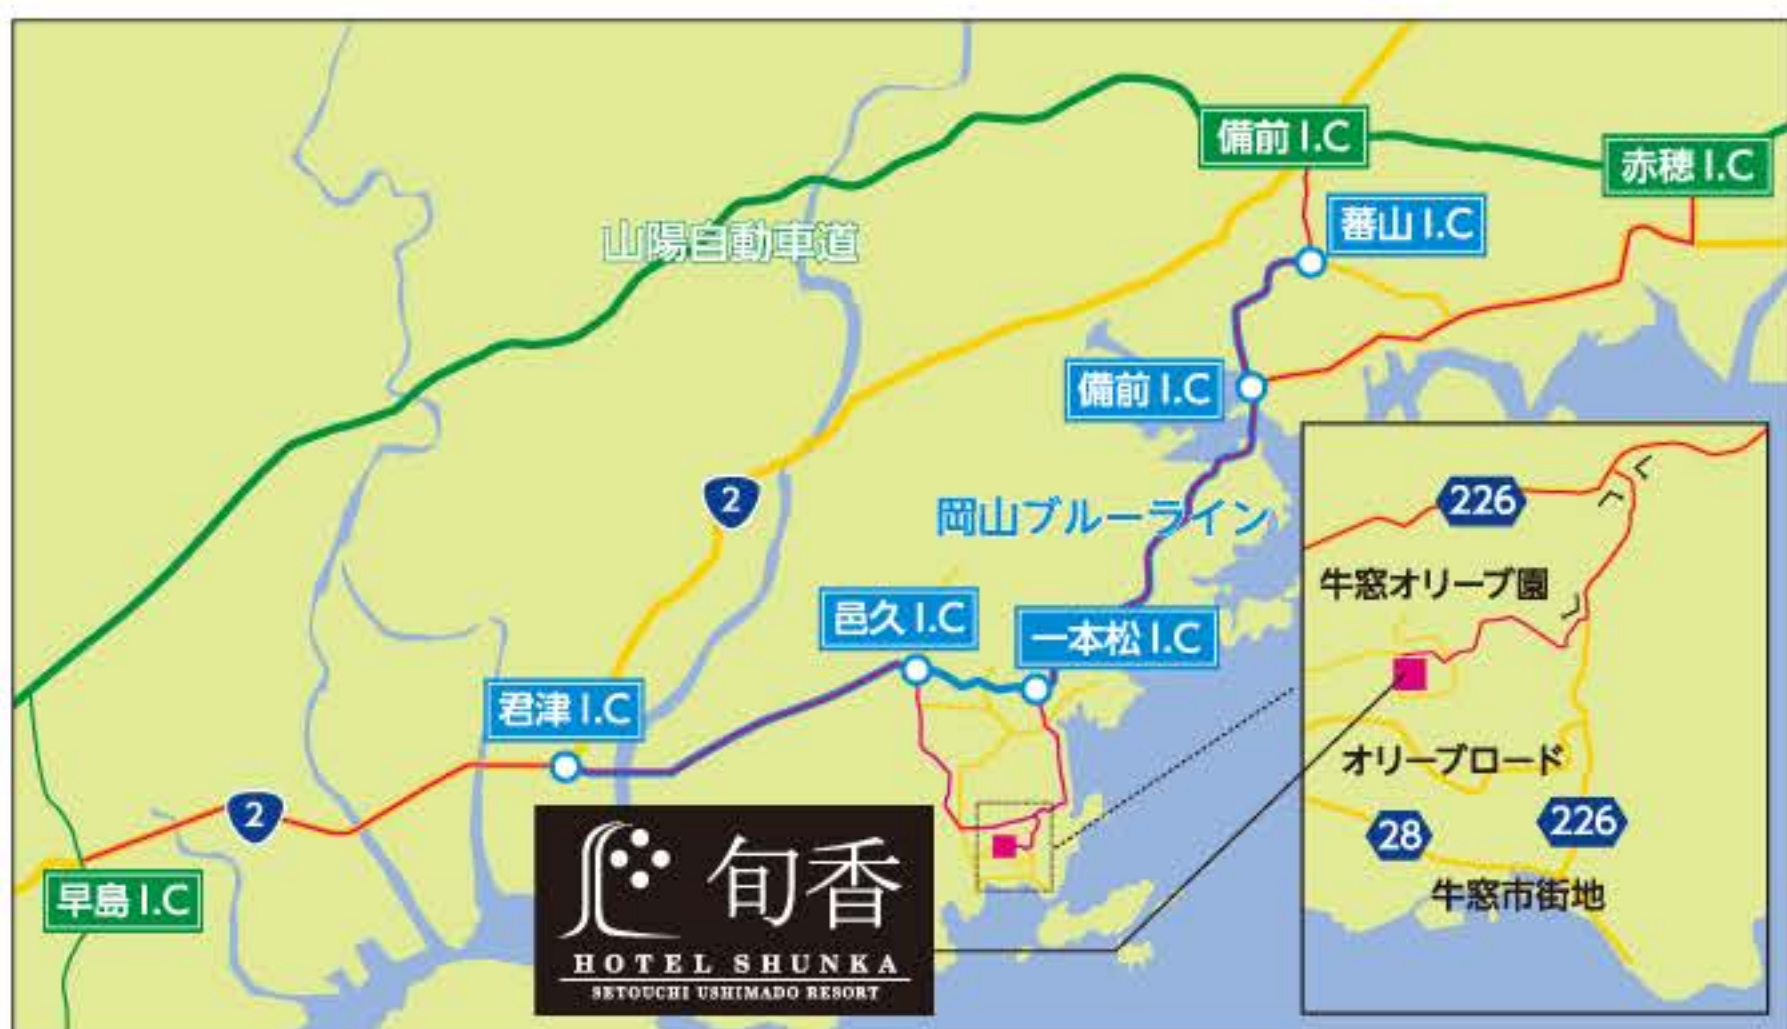 備前 I.C
赤穂 I.C
蕃山 I.C
山陽自動車道
備前 I.C
2
岡山ブルーライン
226
牛窓オリーブ園
邑久 I.C
一本松 I.C
君津 I.C
オリーブロード
2
28
226
早島 I.C
牛窓市街地
旬香
HOTEL SHUNKA
SETOUCHI USHIMADO RESORT